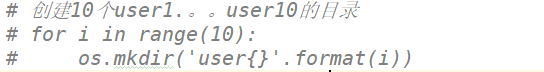 # 创建10个user1.。。user10的目录
# for i in range(10):
#     os.mkdir('user{}'.format(i))